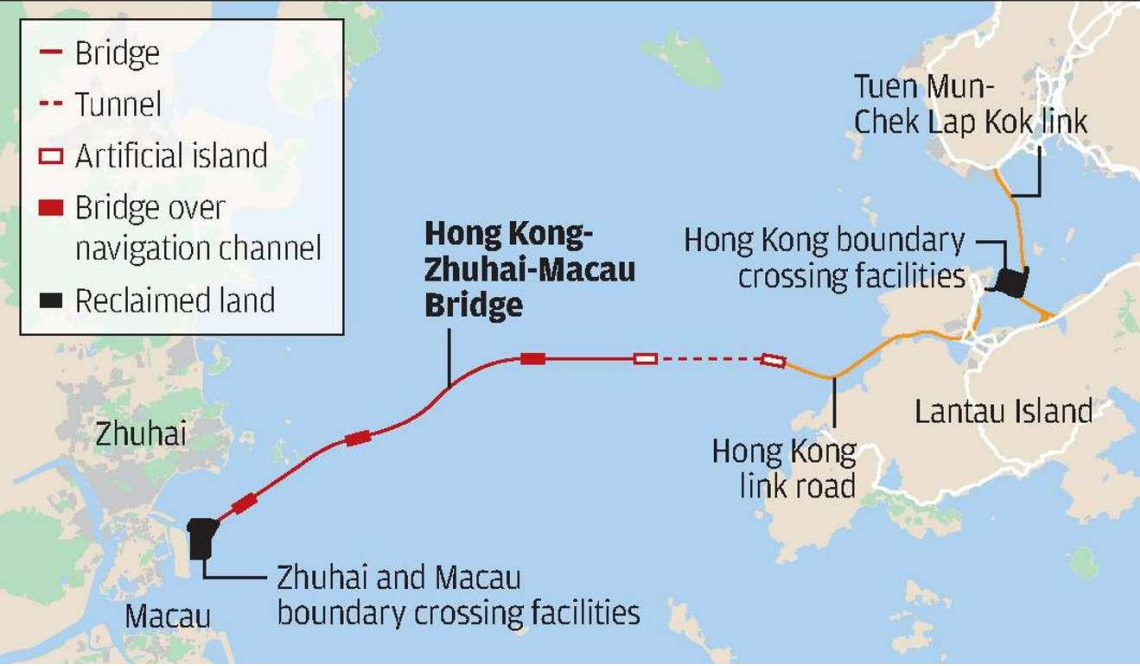 Bridge
Tunnel
Artificial island
Bridge over
navigation channel
Reclaimed land
Tuen Mun-
Chek Lap Kok link
Hong Kong-
Zhuhai-Macau
Bridge
Hong Kong boundary
crossing facilities
Zhuhai
Lantau Island
Hong Kong
link road
Zhuhai and Macau
boundary crossing facilities
Macau